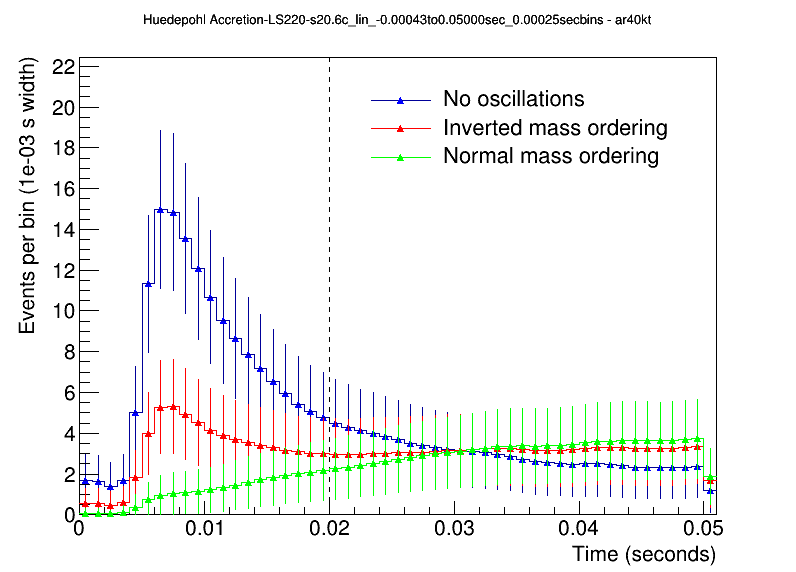 Huedepohl Accretion-LS220-s20.6c_lin_-0.00043to0.05000sec_0.00025secbins - ar40kt
Events per bin (1e-03 s width)
22
20
18
16
14
12
10
8
6
4
2
0
No oscillations
Inverted mass ordering
Normal mass ordering
0 0.01 0.02 0.03 0.04 0.05
Time (seconds)